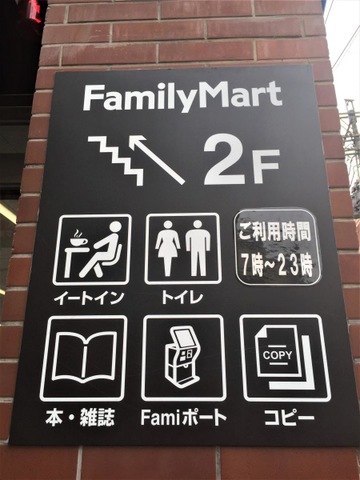 FamilyMart
2F
ご利用時間
7時~23時
イートイン
トイレ
COPY
本・雑誌
Famiポート
コピー